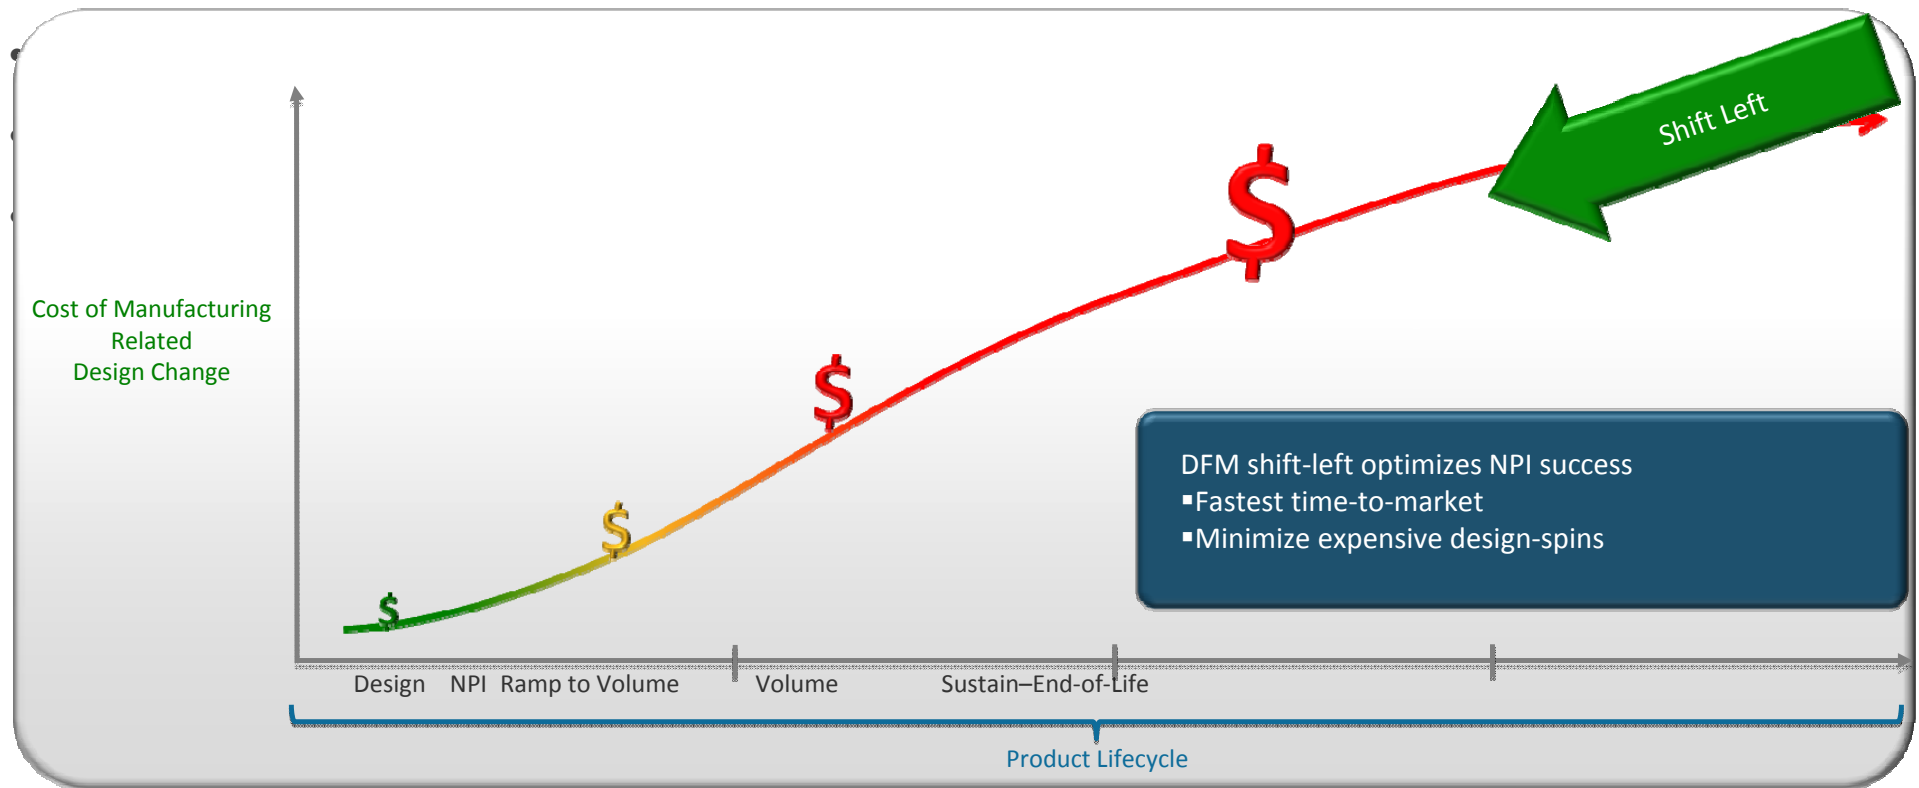 Shift Left
$
$
$
$
Cost of Manufacturing
Related
Design Change
DFM shift-left optimizes NPI success
▪Fastest time-to-market
▪Minimize expensive design-spins
Design NPI Ramp to Volume Volume Sustain–End-of-Life
Product Lifecycle